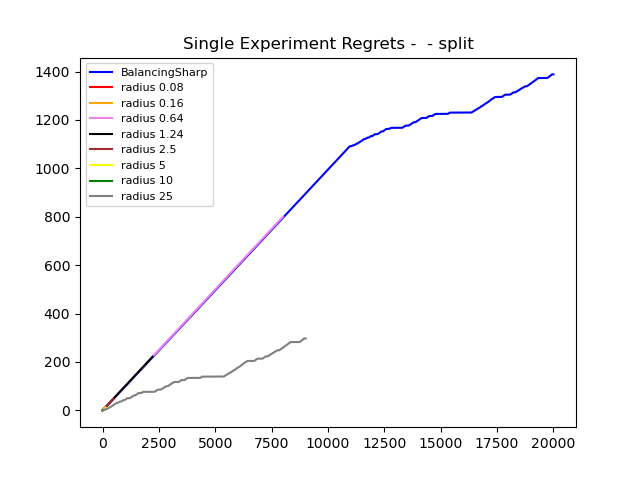 Single Experiment Regrets -  - split
BalancingSharp
radius 0.08
radius 0.16
radius 0.64
radius 1.24
radius 2.5
radius 5
radius 10
radius 25
1400
1200
1000
800
600
400
200
0
0 2500 5000 7500 10000 12500 15000 17500 20000